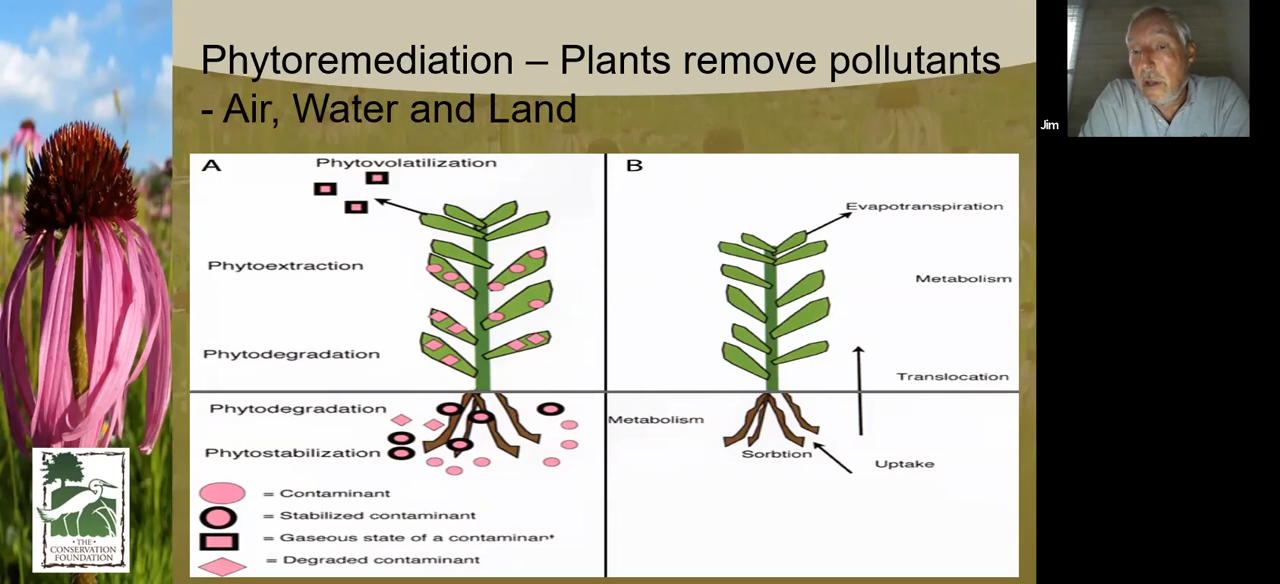 Phytoremediation – Plants remove pollutants
- Air, Water and Land
Jim
A
Phytovolatilization
Phytoextraction
Phytodegradation
Phytodegradation
Phytostabilization
= Contaminant
= Stabilized contaminant
= Gaseous state of a contaminan*
= Degraded contaminant
B
Evapotranspiration
Metabolism
Translocation
Metabolism
Sorbtion
Uptake
• THE
CONSERVATION
FOUNDATION